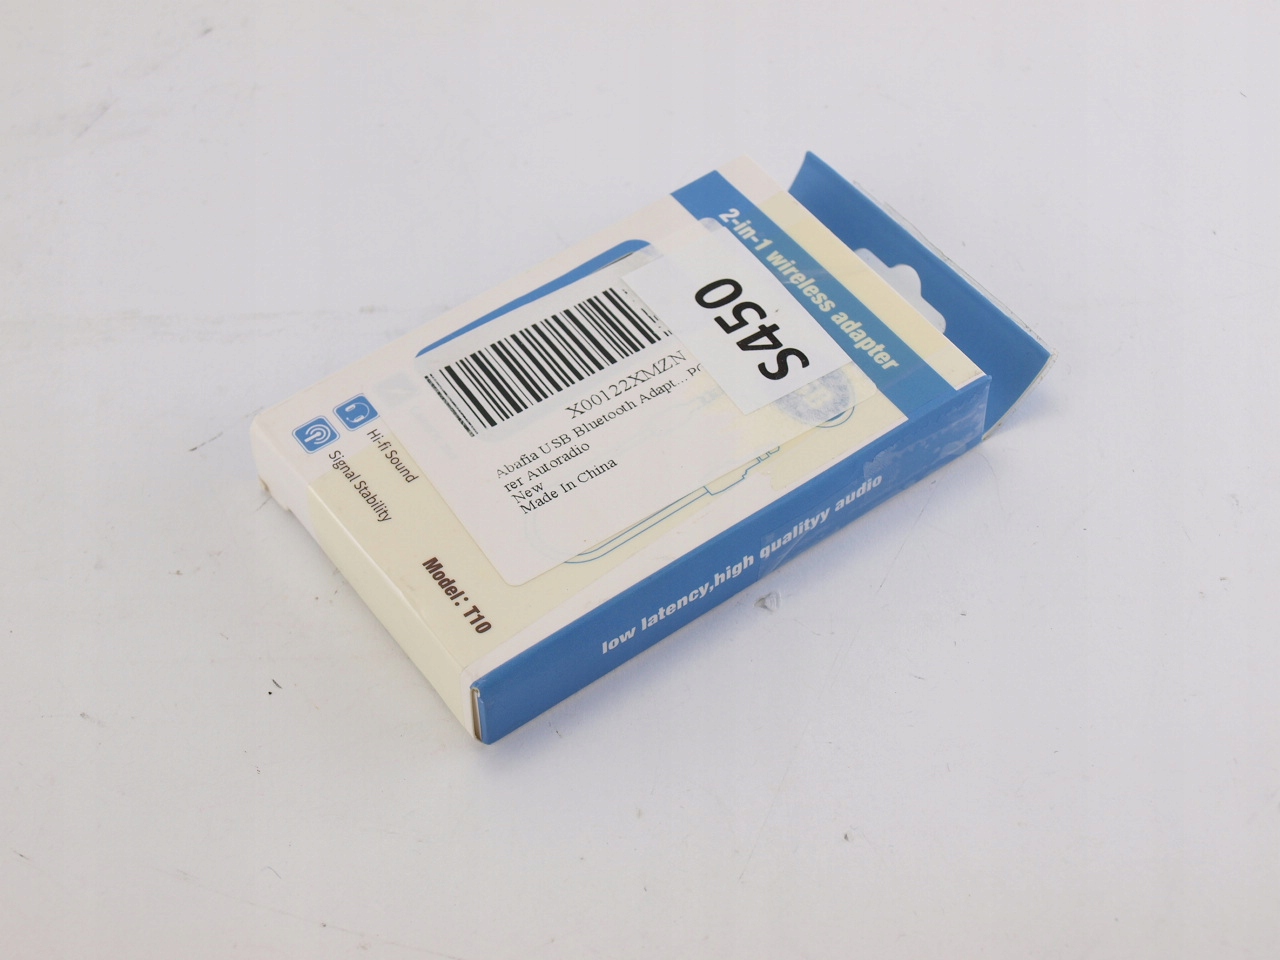 2-in-1 wireless adapter
S450
X00122XMZN
Abafia USB Bluetooth Adapt...
rer Autoradio
New
Made In China
Hi-fi Sound
Signal Stability
Model: T10
low latency,high qualityy audio